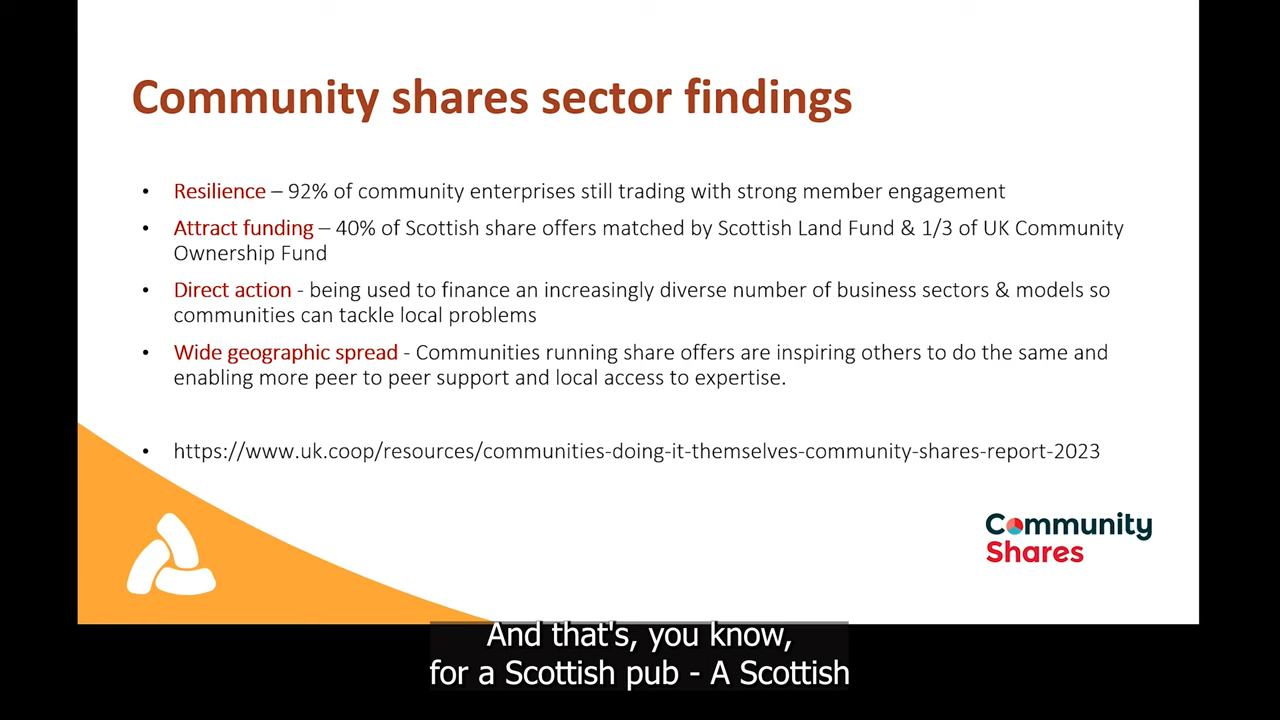 Community shares sector findings
• Resilience – 92% of community enterprises still trading with strong member engagement
• Attract funding – 40% of Scottish share offers matched by Scottish Land Fund & 1/3 of UK Community
Ownership Fund
• Direct action - being used to finance an increasingly diverse number of business sectors & models so
communities can tackle local problems
• Wide geographic spread - Communities running share offers are inspiring others to do the same and
enabling more peer to peer support and local access to expertise.
• https://www.uk.coop/resources/communities-doing-it-themselves-community-shares-report-2023
Community
Shares
And that's, you know,
for a Scottish pub - A Scottish